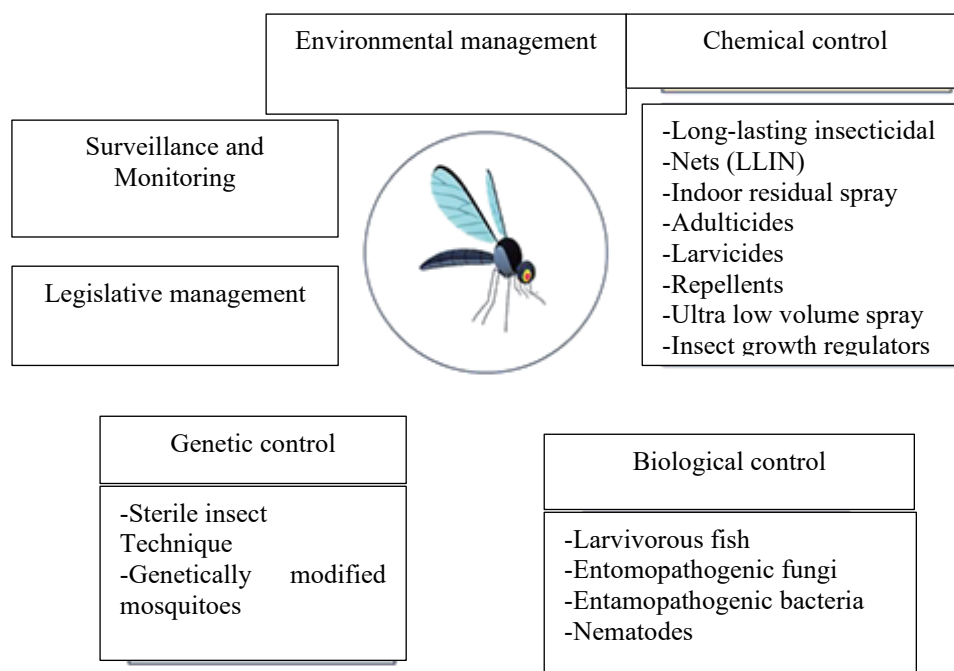 Environmental management
Chemical control
-Long-lasting insecticidal
-Nets (LLIN)
-Indoor residual spray
-Adulticides
-Larvicides
-Repellents
-Ultra low volume spray
-Insect growth regulators
Surveillance and
Monitoring
Legislative management
Genetic control
-Sterile insect
Technique
-Genetically modified
mosquitoes
Biological control
-Larvivorous fish
-Entomopathogenic fungi
-Entamopathogenic bacteria
-Nematodes